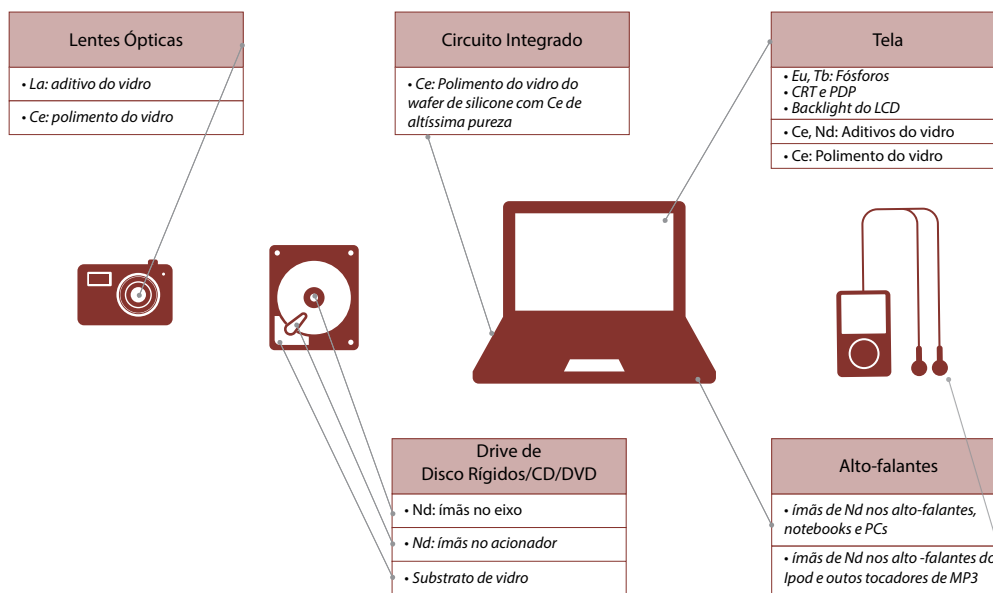 Lentes Ópticas
• La: aditivo do vidro
• Ce: polimento do vidro
Circuito Integrado
• Ce: Polimento do vidro do
wafer de silicone com Ce de
altíssima pureza
Tela
• Eu, Tb: Fósforos
• CRT e PDP
• Backlight do LCD
• Ce, Nd: Aditivos do vidro
• Ce: Polimento do vidro
Drive de
Disco Rígidos/CD/DVD
• Nd: ímãs no eixo
• Nd: ímãs no acionador
• Substrato de vidro
Alto-falantes
• ímãs de Nd nos alto-falantes,
notebooks e PCs
• ímãs de Nd nos alto -falantes do
Ipod e outos tocadores de MP3